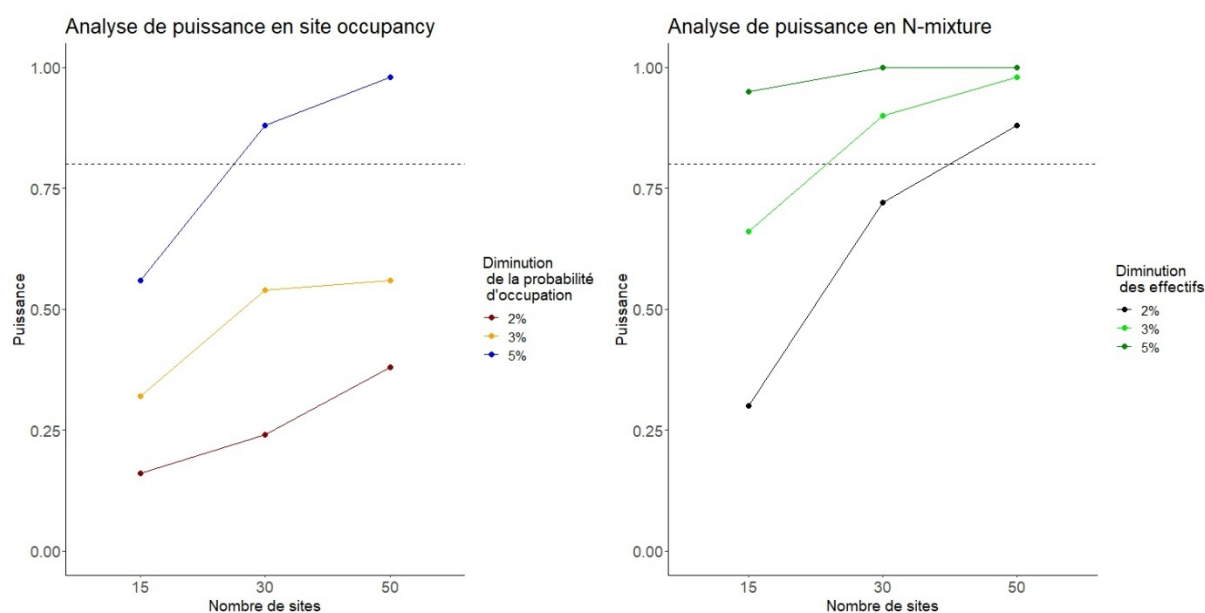 Analyse de puissance en site occupancy
1.00
0.75
0.50
0.25
0.00
Puissance
15 30 50
Nombre de sites
Diminution
de la probabilité
d'occupation
2%
3%
5%
Analyse de puissance en N-mixture
1.00
0.75
0.50
0.25
0.00
Puissance
15 30 50
Nombre de sites
Diminution
des effectifs
2%
3%
5%